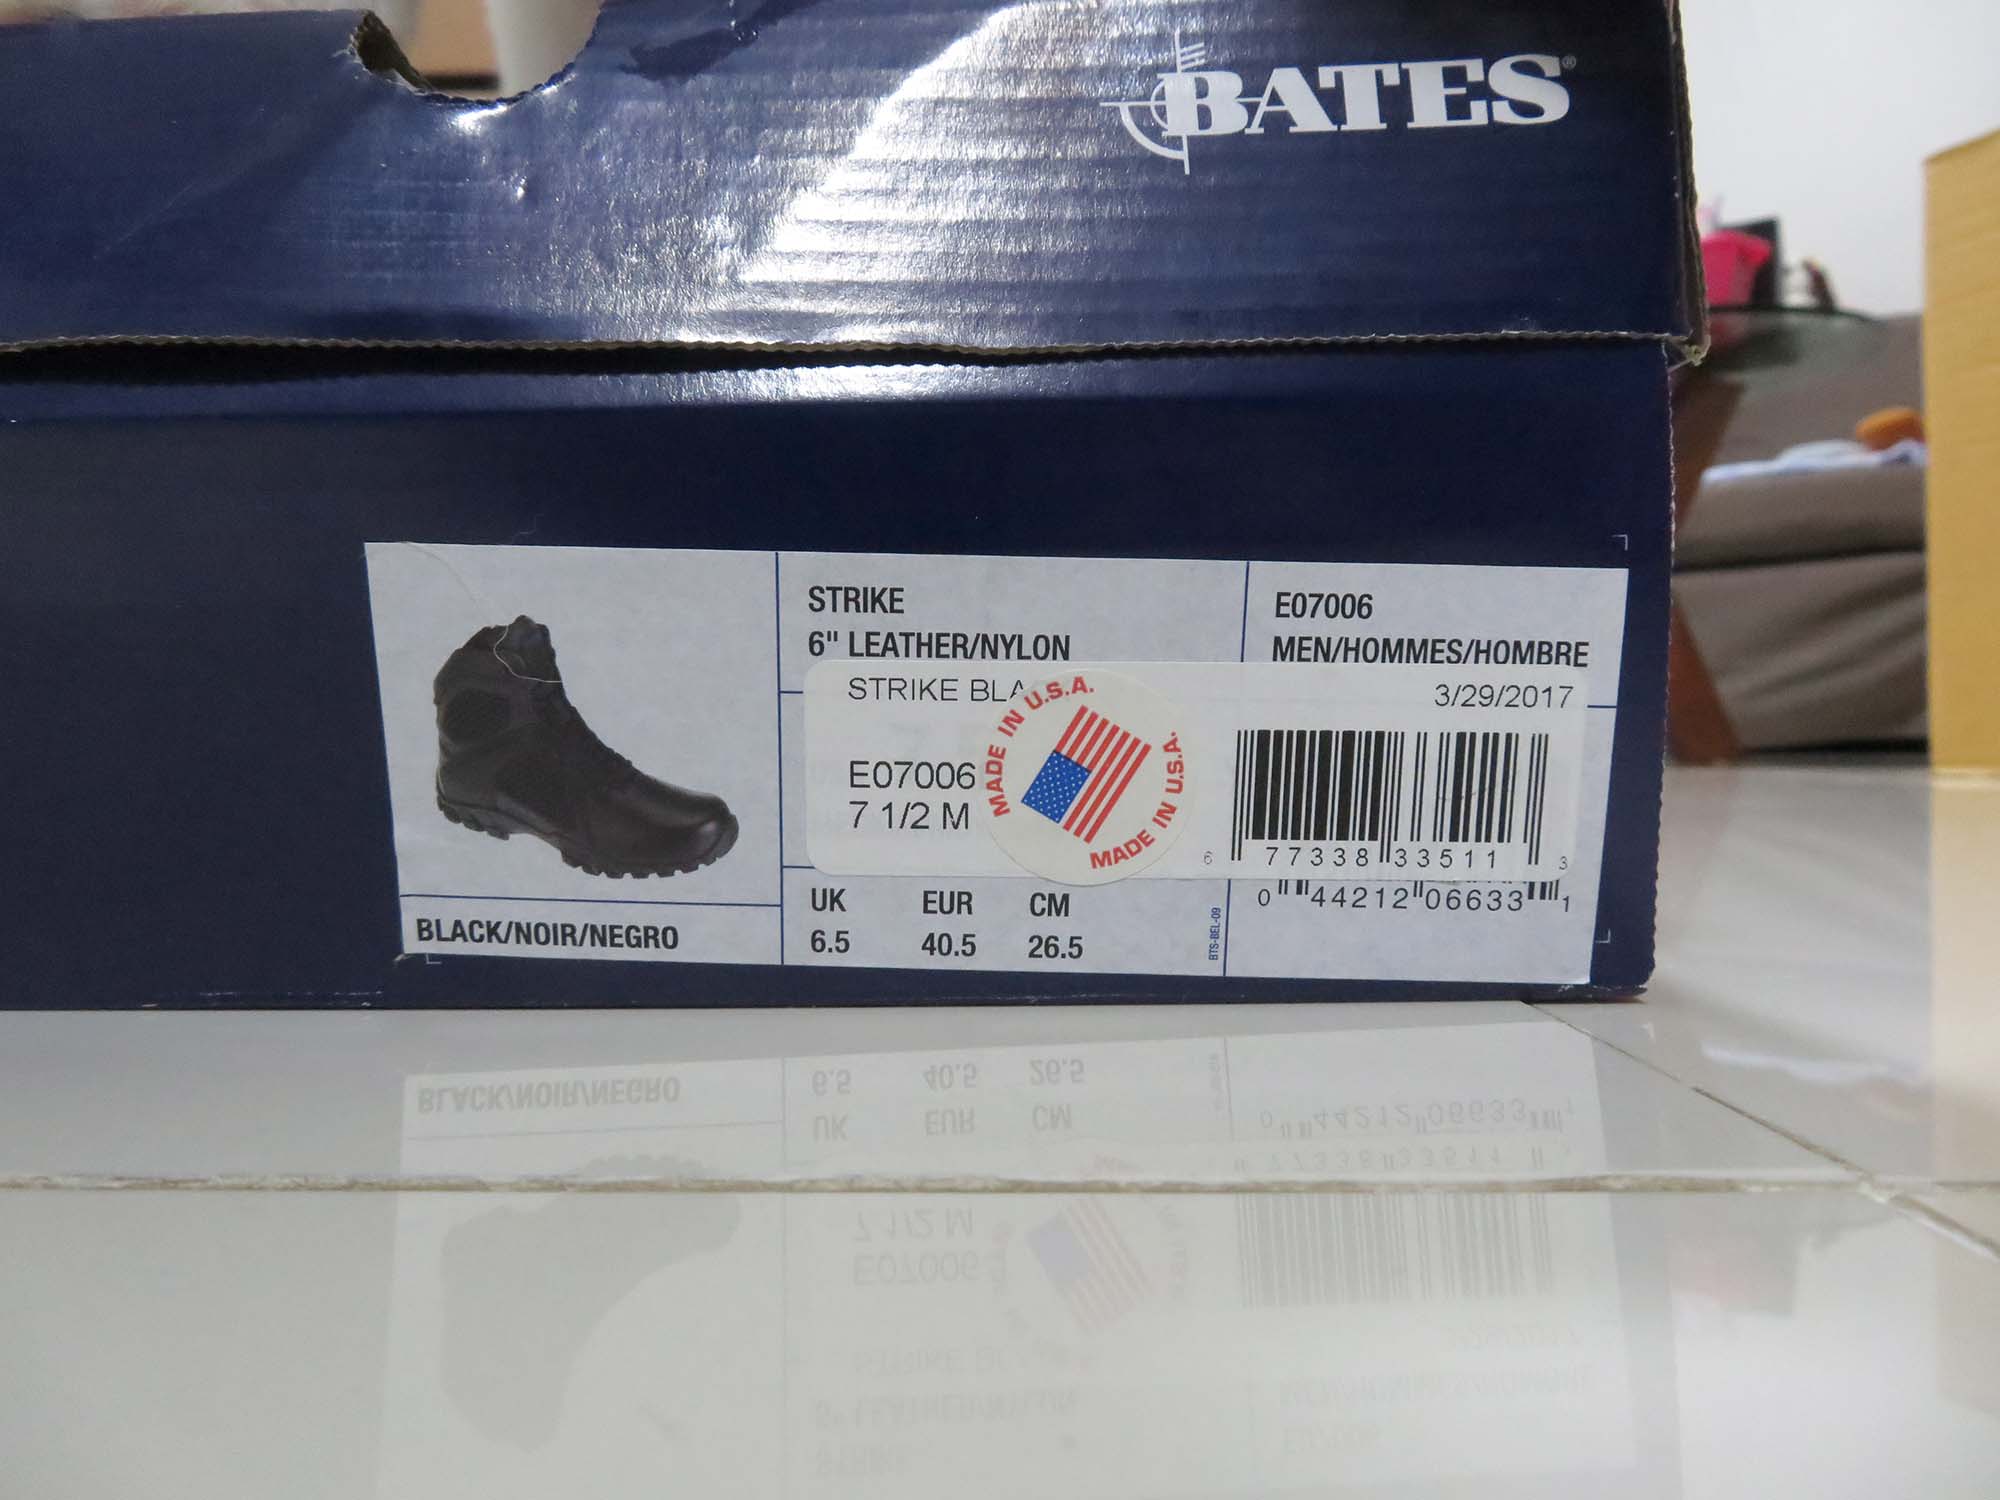 BATES®
STRIKE
6" LEATHER/NYLON
E07006
MEN/HOMMES/HOMBRE
STRIKE BLA
3/29/2017
E07006
7 1/2 M
MADE IN U.S.A.
MADE IN U.S.A.
6 77338 33511 3
0 44212 06633 1
UK EUR CM
6.5 40.5 26.5
BTS-BEL-09
BLACK/NOIR/NEGRO